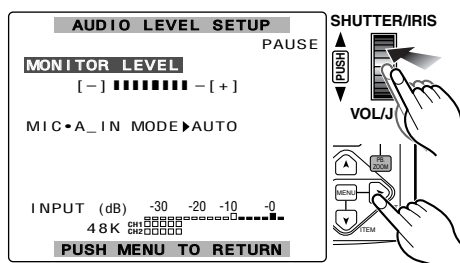 AUDIO LEVEL SETUP
PAUSE
MONITOR LEVEL
[–] ▮▮▮▮▮▮▮▮ –[+]
MIC•A_IN MODE▶AUTO
INPUT (dB) -30 -20 -10 -0
48K CH1
CH2
PUSH MENU TO RETURN
SHUTTER/IRIS
PUSH
VOL/J
PB.
ZOOM
MENU
ITEM